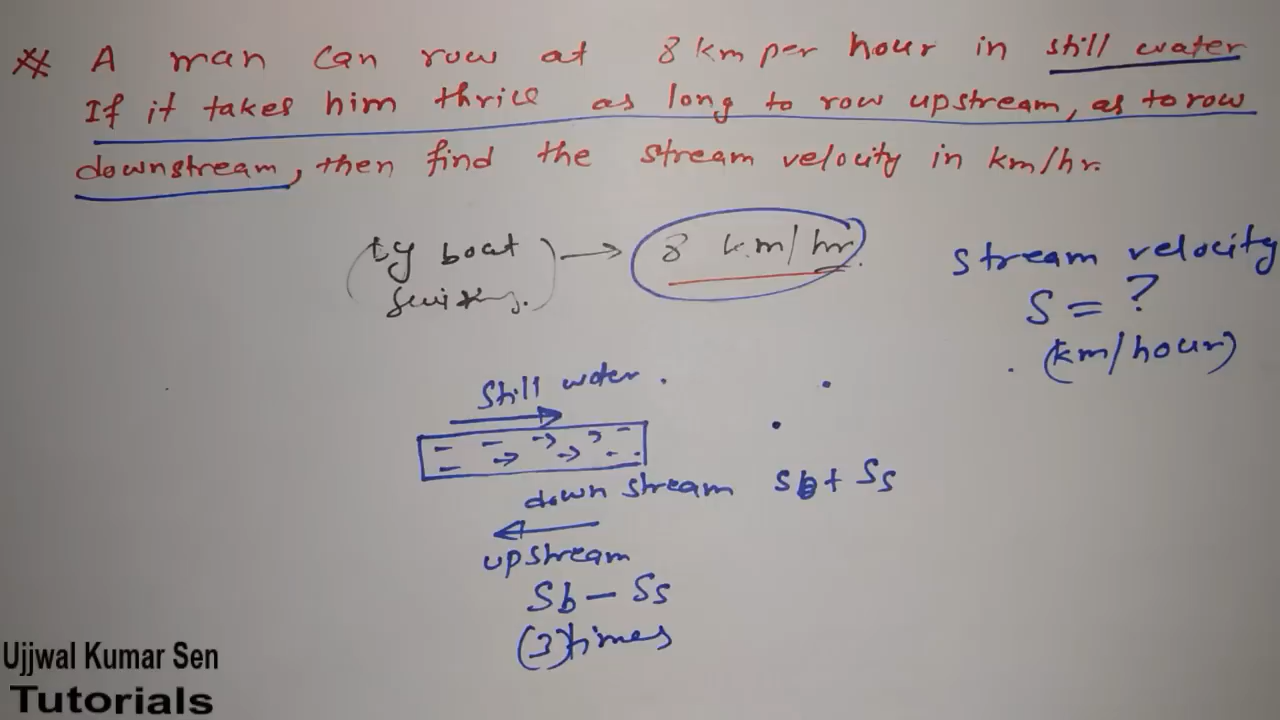 ** A man can row at 8 km per hour in still water
If it takes him thrice as long to row upstream, as to row
downstream, then find the stream velocity in km/hr.
boat
8 km/hr.
stream velocity
S = ?
(km/hour)
Still water.
down stream Sb + Ss
upstream
Sb - Ss
(3)times
Ujjwal Kumar Sen
Tutorials